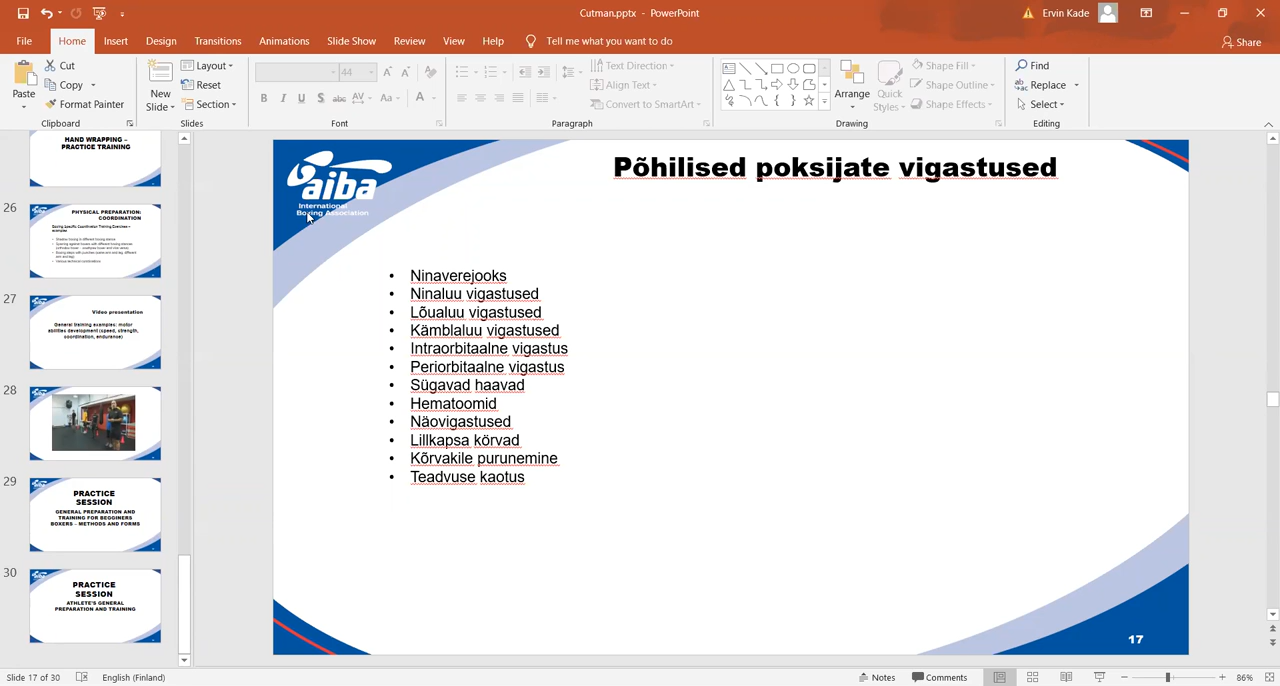 Cutman.pptx - PowerPoint
Ervin Kade
File Home Insert Design Transitions Animations Slide Show Review View Help Tell me what you want to do
Share
Paste
Cut
Copy
Format Painter
Clipboard
New Slide
Layout
Reset
Section
Slides
44
B I U S abc AV Aa A
Font
Text Direction
Align Text
Convert to SmartArt
Paragraph
Arrange
Quick Styles
Shape Fill
Shape Outline
Shape Effects
Drawing
Find
Replace
Select
Editing
HAND WRAPPING –
PRACTICE TRAINING
26
PHYSICAL PREPARATION:
COORDINATION
27
Video presentation
General training examples: motor
abilities development (speed, strength,
coordination, endurance)
28
29
PRACTICE
SESSION
GENERAL PREPARATION AND
TRAINING FOR BEGGINERS
BOXERS – METHODS AND FORMS
30
PRACTICE
SESSION
ATHLETE'S GENERAL
PREPARATION AND TRAINING
aiba
International
Boxing Association
Põhilised poksijate vigastused
• Ninaverejooks
• Ninaluu vigastused
• Lõualuu vigastused
• Kämblaluu vigastused
• Intraorbitaalne vigastus
• Periorbitaalne vigastus
• Sügavad haavad
• Hematoomid
• Näovigastused
• Lillkapsa kõrvad
• Kõrvakile purunemine
• Teadvuse kaotus
17
Slide 17 of 30 English (Finland) Notes Comments 86%